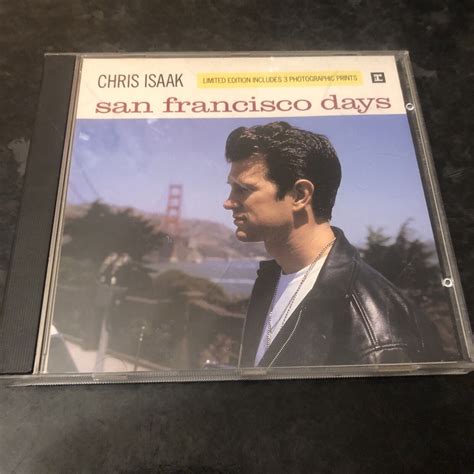 CHRIS ISAAK
LIMITED EDITION INCLUDES 3 PHOTOGRAPHIC PRINTS
san francisco days